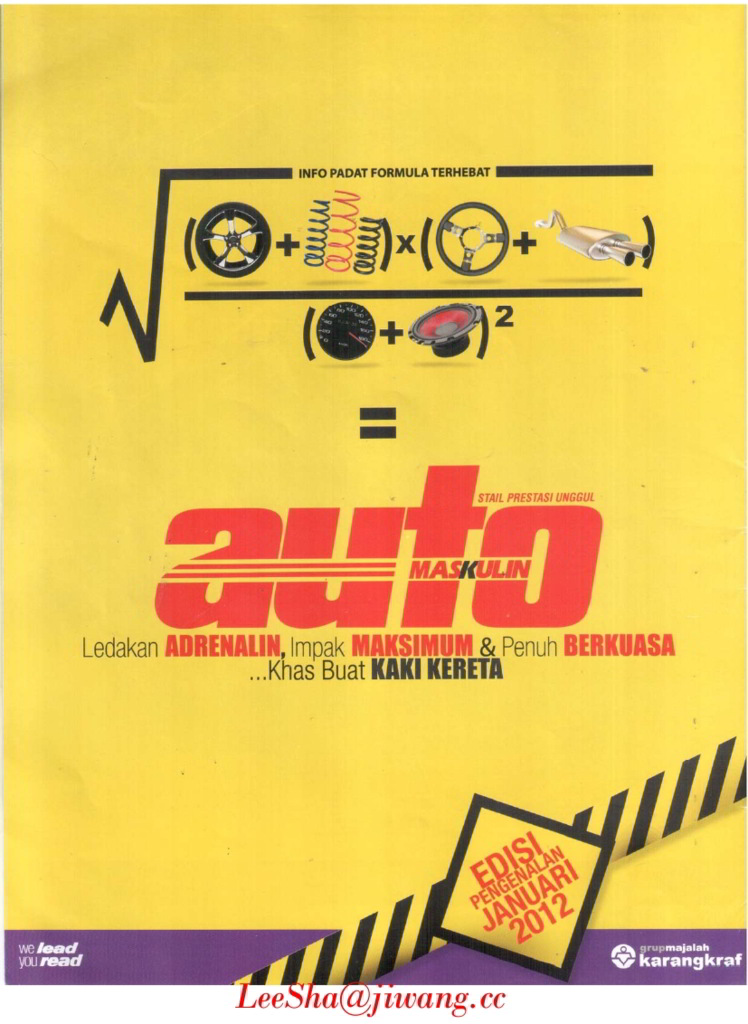 INFO PADAT FORMULA TERHEBAT
( + ) x ( + )
( + ) 2
=
STAIL PRESTASI UNGGUL
auto
MASKULIN
Ledakan ADRENALIN, Impak MAKSIMUM & Penuh BERKUASA
...Khas Buat KAKI KERETA
EDISI
PENGENALAN
JANUARI
2012
we lead
you read
grupmajalah
karangkraf
LeeSha@jiwang.cc